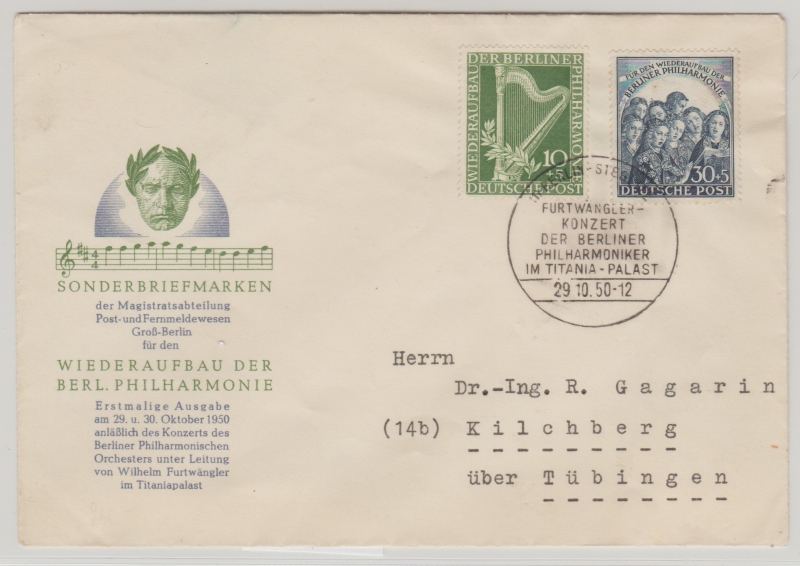 WIEDERAUFBAU
DER BERLINER
PHILHARMONIE
10+5
DEUTSCHE POST
FÜR DEN WIEDERAUFBAU DER
BERLINER PHILHARMONIE
30+5
DEUTSCHE POST
FURTWÄNGLER-
KONZERT
DER BERLINER
PHILHARMONIKER
IM TITANIA-PALAST
29.10.50-12
4
4
SONDERBRIEFMARKEN
der Magistratsabteilung
Post-und Fernmeldewesen
Groß-Berlin
für den
WIEDERAUFBAU DER
BERL. PHILHARMONIE
Erstmalige Ausgabe
am 29. u. 30. Oktober 1950
anläßlich des Konzerts des
Berliner Philharmonischen
Orchesters unter Leitung
von Wilhelm Furtwängler
im Titaniapalast
Herrn
Dr.-Ing. R. Gagarin
(14b) Kilchberg
über Tübingen